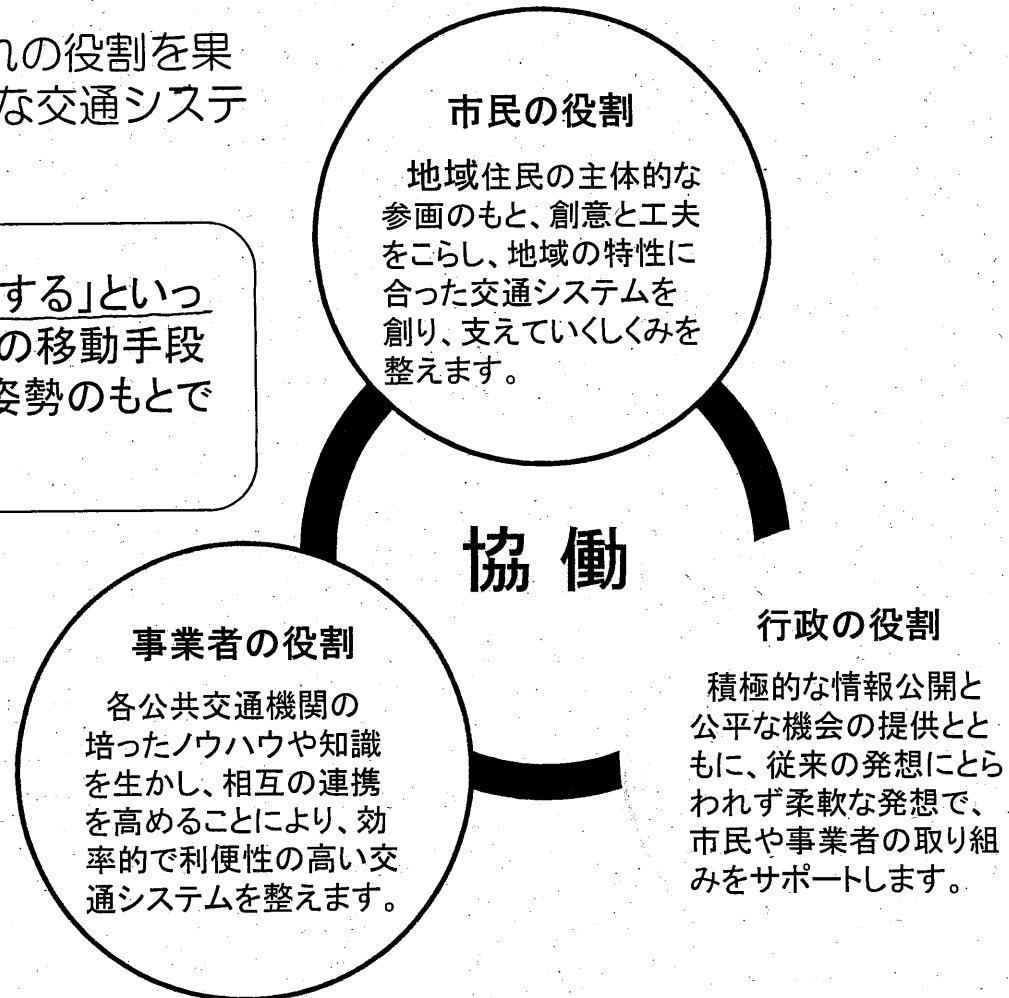 れの役割を果
な交通システ
する」といっ
の移動手段
姿勢のもとで
市民の役割
地域住民の主体的な
参画のもと、創意と工夫
をこらし、地域の特性に
合った交通システムを
創り、支えていくしくみを
整えます。
協働
事業者の役割
各公共交通機関の
培ったノウハウや知識
を生かし、相互の連携
を高めることにより、効
率的で利便性の高い交
通システムを整えます。
行政の役割
積極的な情報公開と
公平な機会の提供とと
もに、従来の発想にとら
われず柔軟な発想で、
市民や事業者の取り組
みをサポートします。